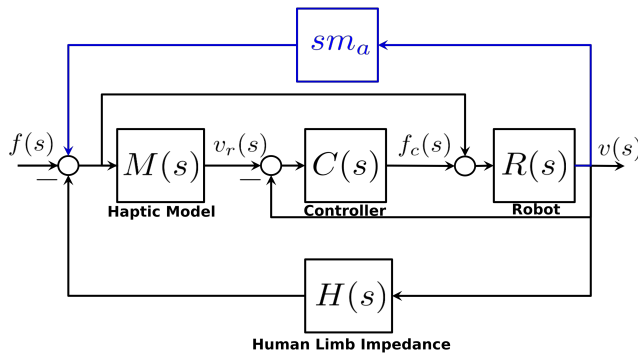 sm_a
f(s)
M(s)
v_r(s)
C(s)
f_c(s)
R(s)
v(s)
−
−
Haptic Model
Controller
Robot
H(s)
Human Limb Impedance